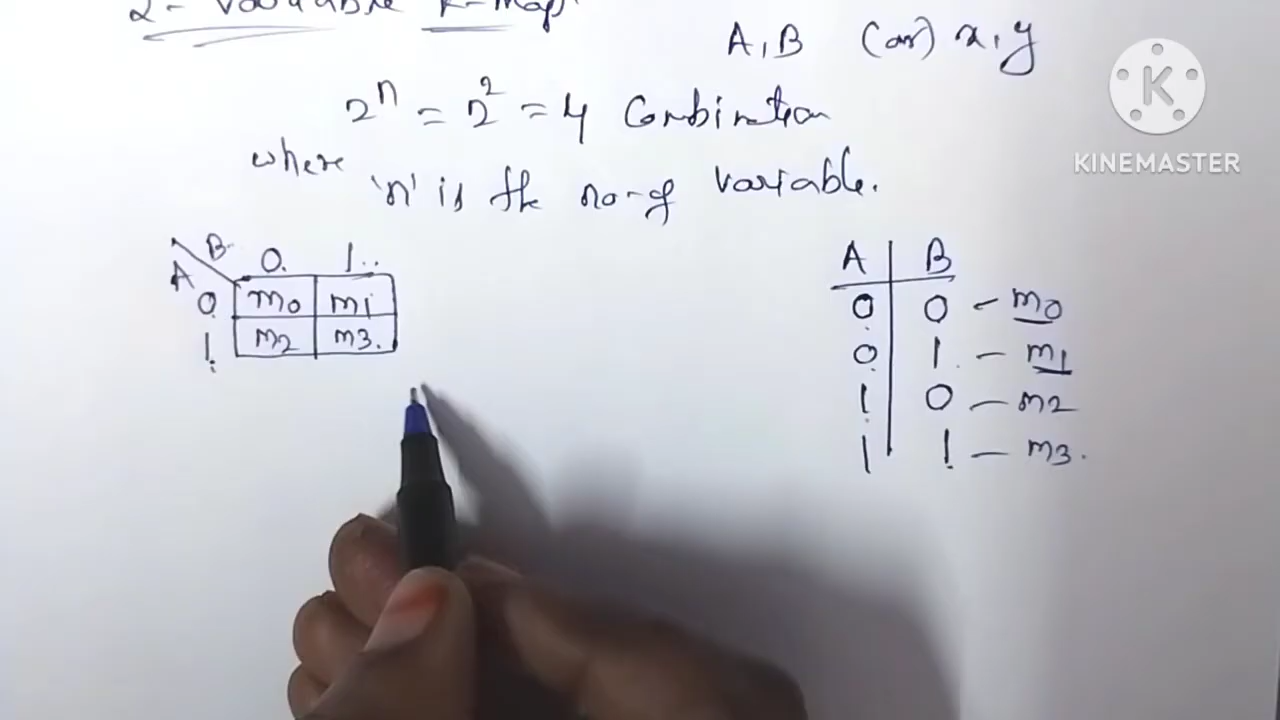 2 - Variable K-Map
A, B (or) x, y
2^n = 2^2 = 4 Combination
where 'n' is the no-of variable.
B 0 1
A
0 m0 m1
1 m2 m3
A B
0 0 - m0
0 1 - m1
1 0 - m2
1 1 - m3.
K
KINEMASTER